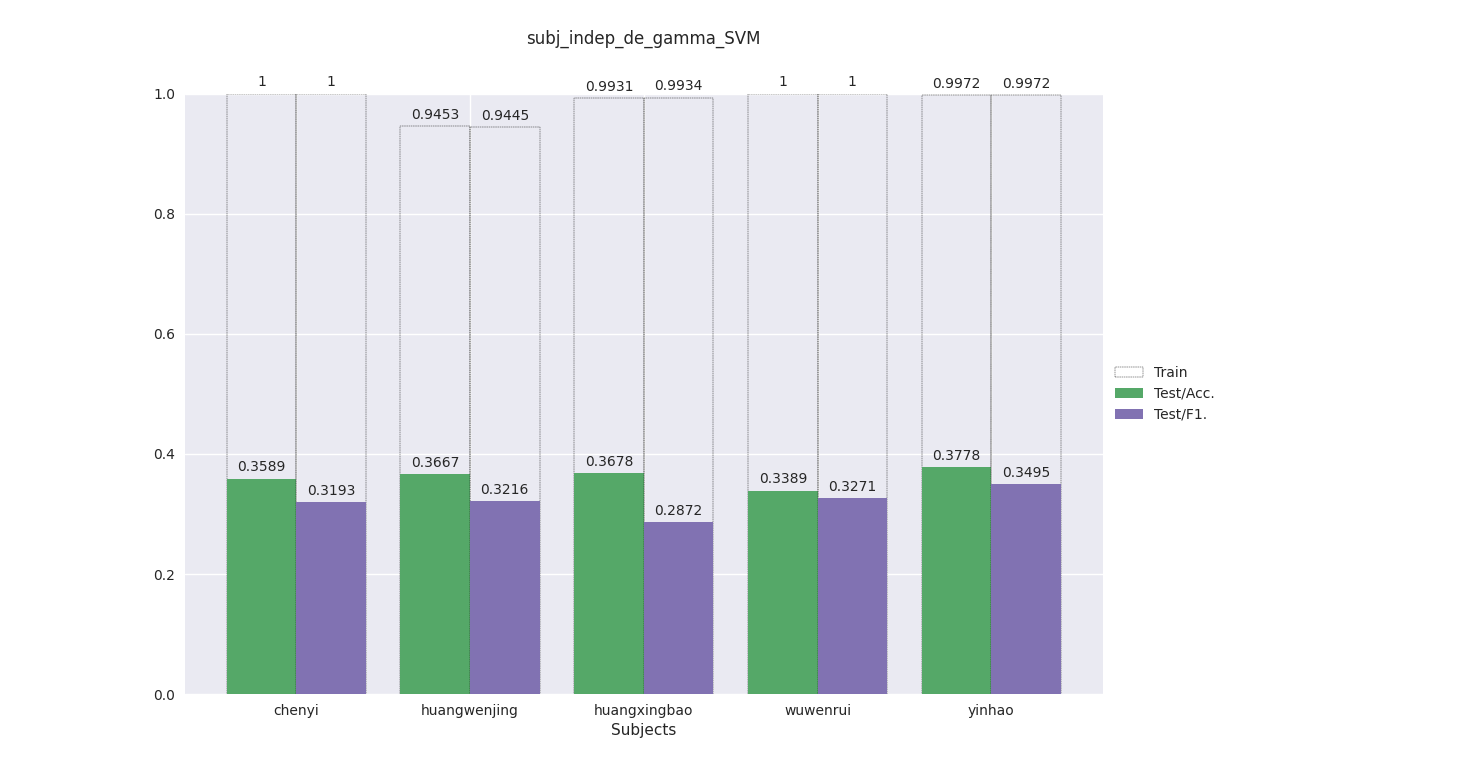 subj_indep_de_gamma_SVM
1 1 0.9453 0.9445 0.9931 0.9934 1 1 0.9972 0.9972
1.0
0.8
0.6
0.4
0.2
0.0
0.3589 0.3193 0.3667 0.3216 0.3678 0.2872 0.3389 0.3271 0.3778 0.3495
chenyi huangwenjing huangxingbao wuwenrui yinhao
Subjects
Train
Test/Acc.
Test/F1.